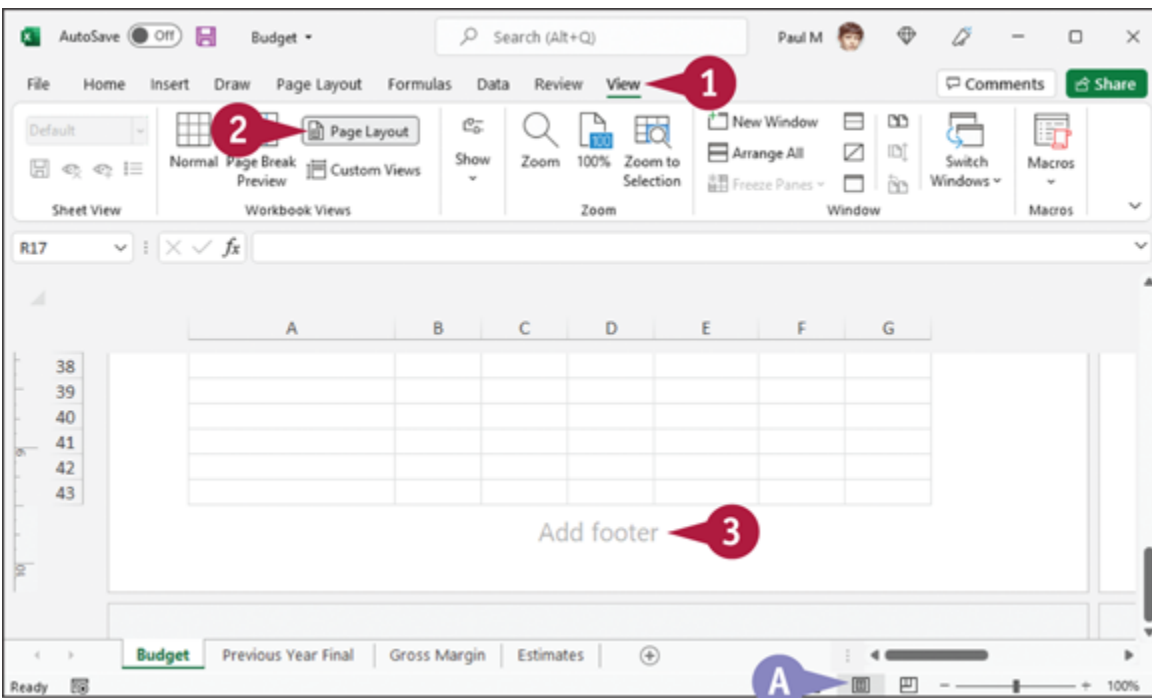 AutoSave Off Budget Search (Alt+Q) Paul M
File Home Insert Draw Page Layout Formulas Data Review View 1 Comments Share
Default 2 Page Layout 100 New Window
Normal Page Break Custom Views Show Zoom 100% Zoom to Arrange All Switch Macros
Preview Selection Freeze Panes Windows
Sheet View Workbook Views Zoom Window Macros
R17 fx
A B C D E F G
38
39
40
41
42
43
Add footer 3
9
10
Budget Previous Year Final Gross Margin Estimates
Ready A 100%